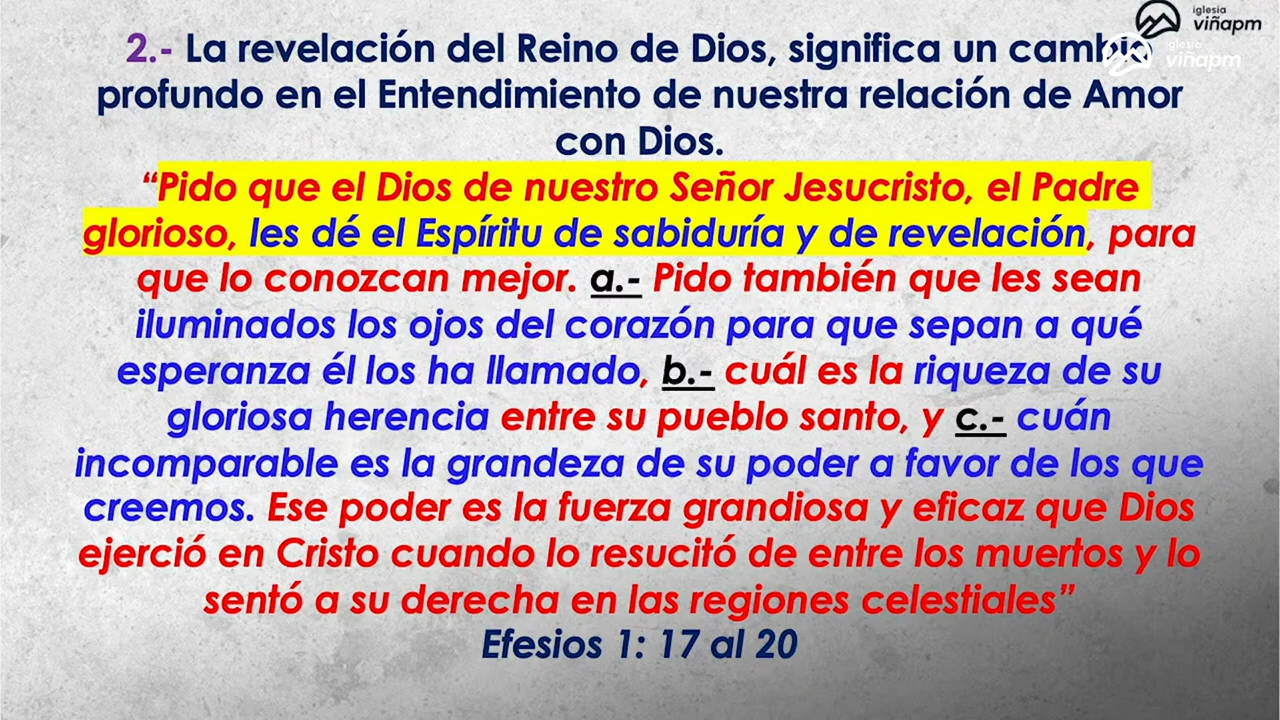 iglesia
viñapm
iglesia
viñapm
2.- La revelación del Reino de Dios, significa un cambio
profundo en el Entendimiento de nuestra relación de Amor
con Dios.
“Pido que el Dios de nuestro Señor Jesucristo, el Padre
glorioso, les dé el Espíritu de sabiduría y de revelación, para
que lo conozcan mejor. a.- Pido también que les sean
iluminados los ojos del corazón para que sepan a qué
esperanza él los ha llamado, b.- cuál es la riqueza de su
gloriosa herencia entre su pueblo santo, y c.- cuán
incomparable es la grandeza de su poder a favor de los que
creemos. Ese poder es la fuerza grandiosa y eficaz que Dios
ejerció en Cristo cuando lo resucitó de entre los muertos y lo
sentó a su derecha en las regiones celestiales”
Efesios 1: 17 al 20